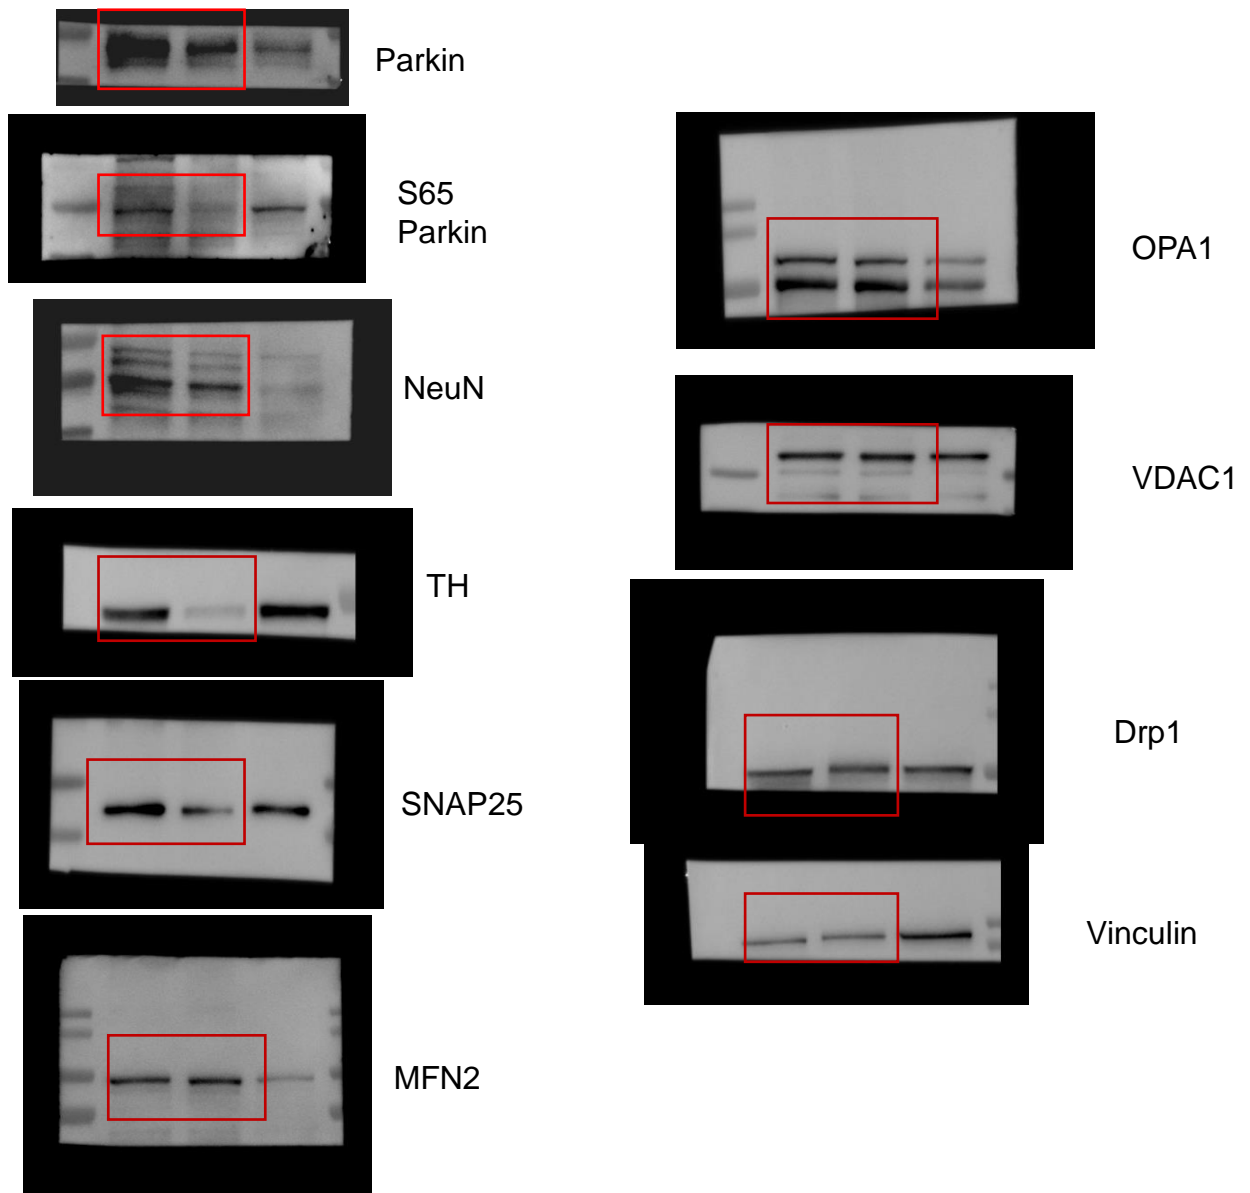 Parkin
S65
Parkin
NeuN
TH
SNAP25
MFN2
OPA1
VDAC1
Drp1
Vinculin